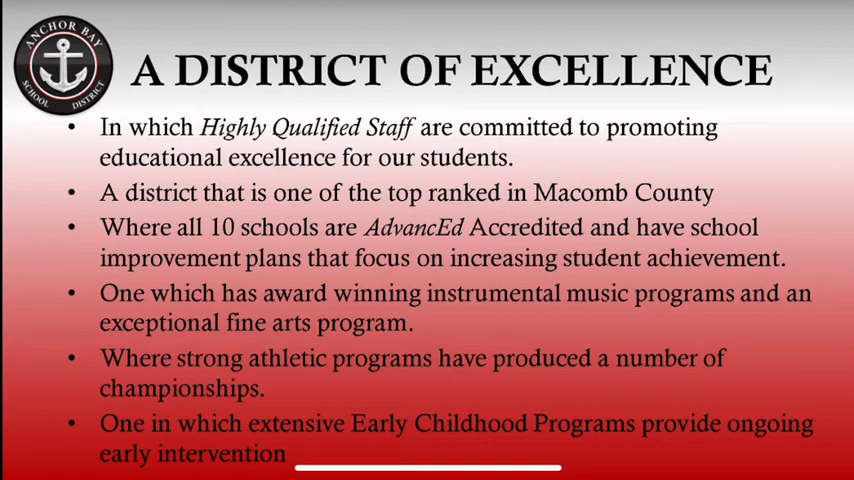 ANCHOR BAY
SCHOOL DISTRICT
A DISTRICT OF EXCELLENCE
• In which Highly Qualified Staff are committed to promoting
educational excellence for our students.
• A district that is one of the top ranked in Macomb County
• Where all 10 schools are AdvancEd Accredited and have school
improvement plans that focus on increasing student achievement.
• One which has award winning instrumental music programs and an
exceptional fine arts program.
• Where strong athletic programs have produced a number of
championships.
• One in which extensive Early Childhood Programs provide ongoing
early intervention